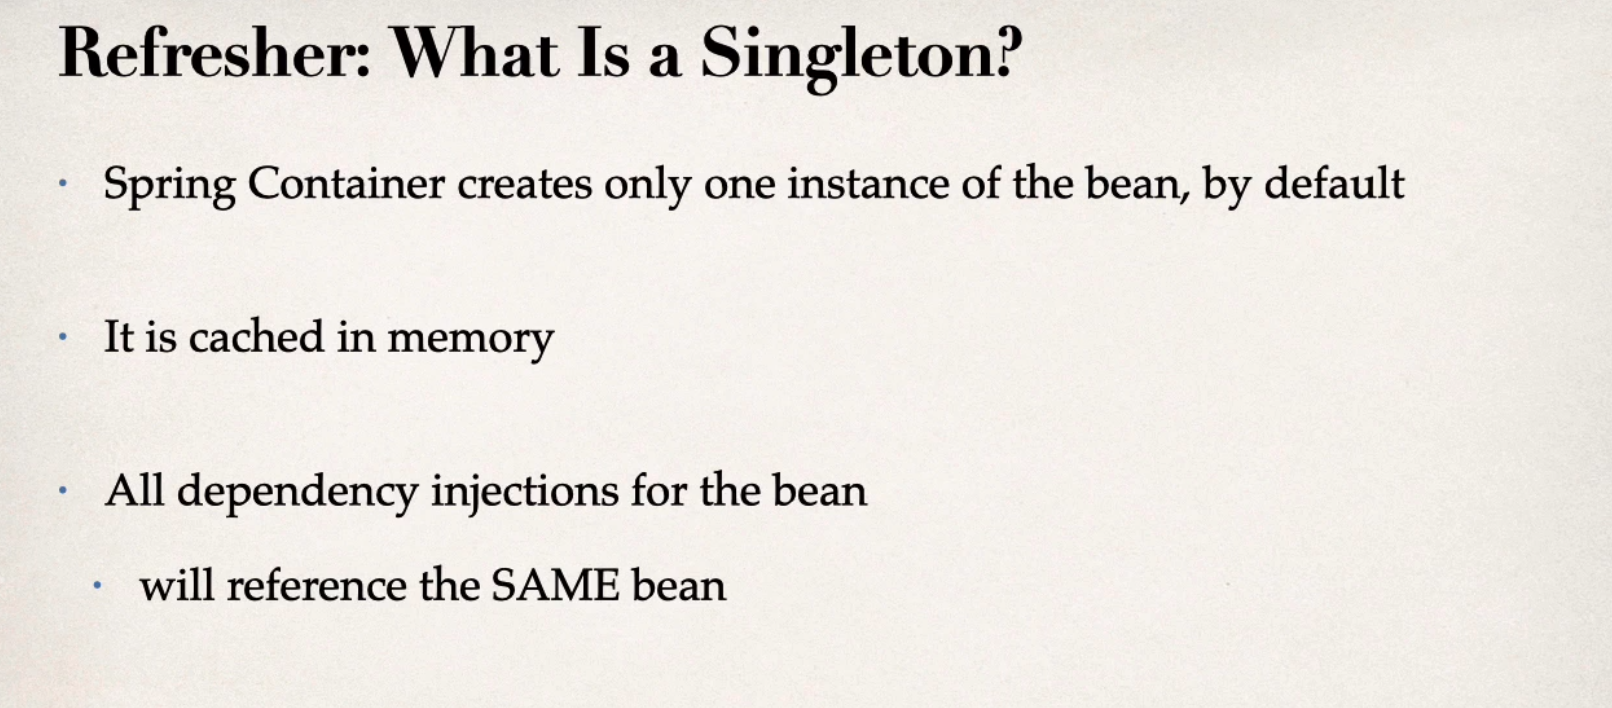 Refresher: What Is a Singleton?
• Spring Container creates only one instance of the bean, by default
• It is cached in memory
• All dependency injections for the bean
• will reference the SAME bean